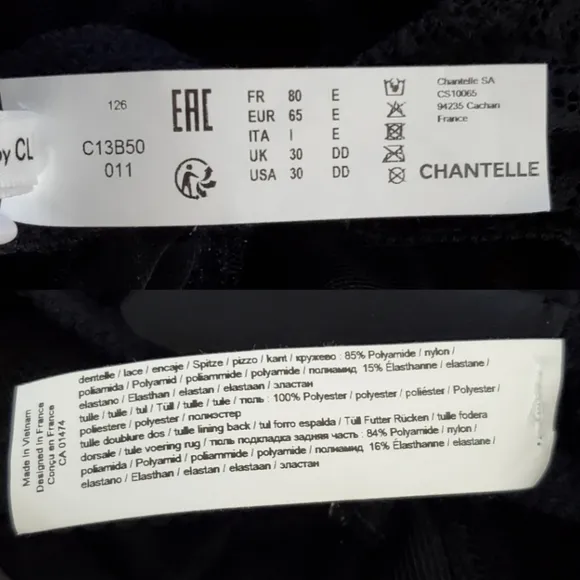 by CL
126
C13B50
011
EAC
FR 80 E
EUR 65 E
ITA I E
UK 30 DD
USA 30 DD
Chantelle SA
CS10065
94235 Cachan
France
CHANTELLE
Made in Vietnam
Designed in France
Conçu en France
CA 01474
dentelle / lace / encaje / Spitze / pizzo / kant / кружево : 85% Polyamide / nylon /
poliamida / Polyamid / poliammide / polyamide / полиамид 15% Élasthanne / elastane /
elastano / Elasthan / elastan / elastaan / эластан
tulle / tulle / tul / Tüll / tulle / tule / тюль : 100% Polyester / polyester / poliéster / Polyester /
poliestere / polyester / полиэстер
tulle doublure dos / tulle lining back / tul forro espalda / Tüll Futter Rücken / tulle fodera
dorsale / tule voering rug / тюль подкладка задняя часть : 84% Polyamide / nylon /
poliamida / Polyamid / poliammide / polyamide / полиамид 16% Élasthanne / elastane /
elastano / Elasthan / elastan / elastaan / эластан